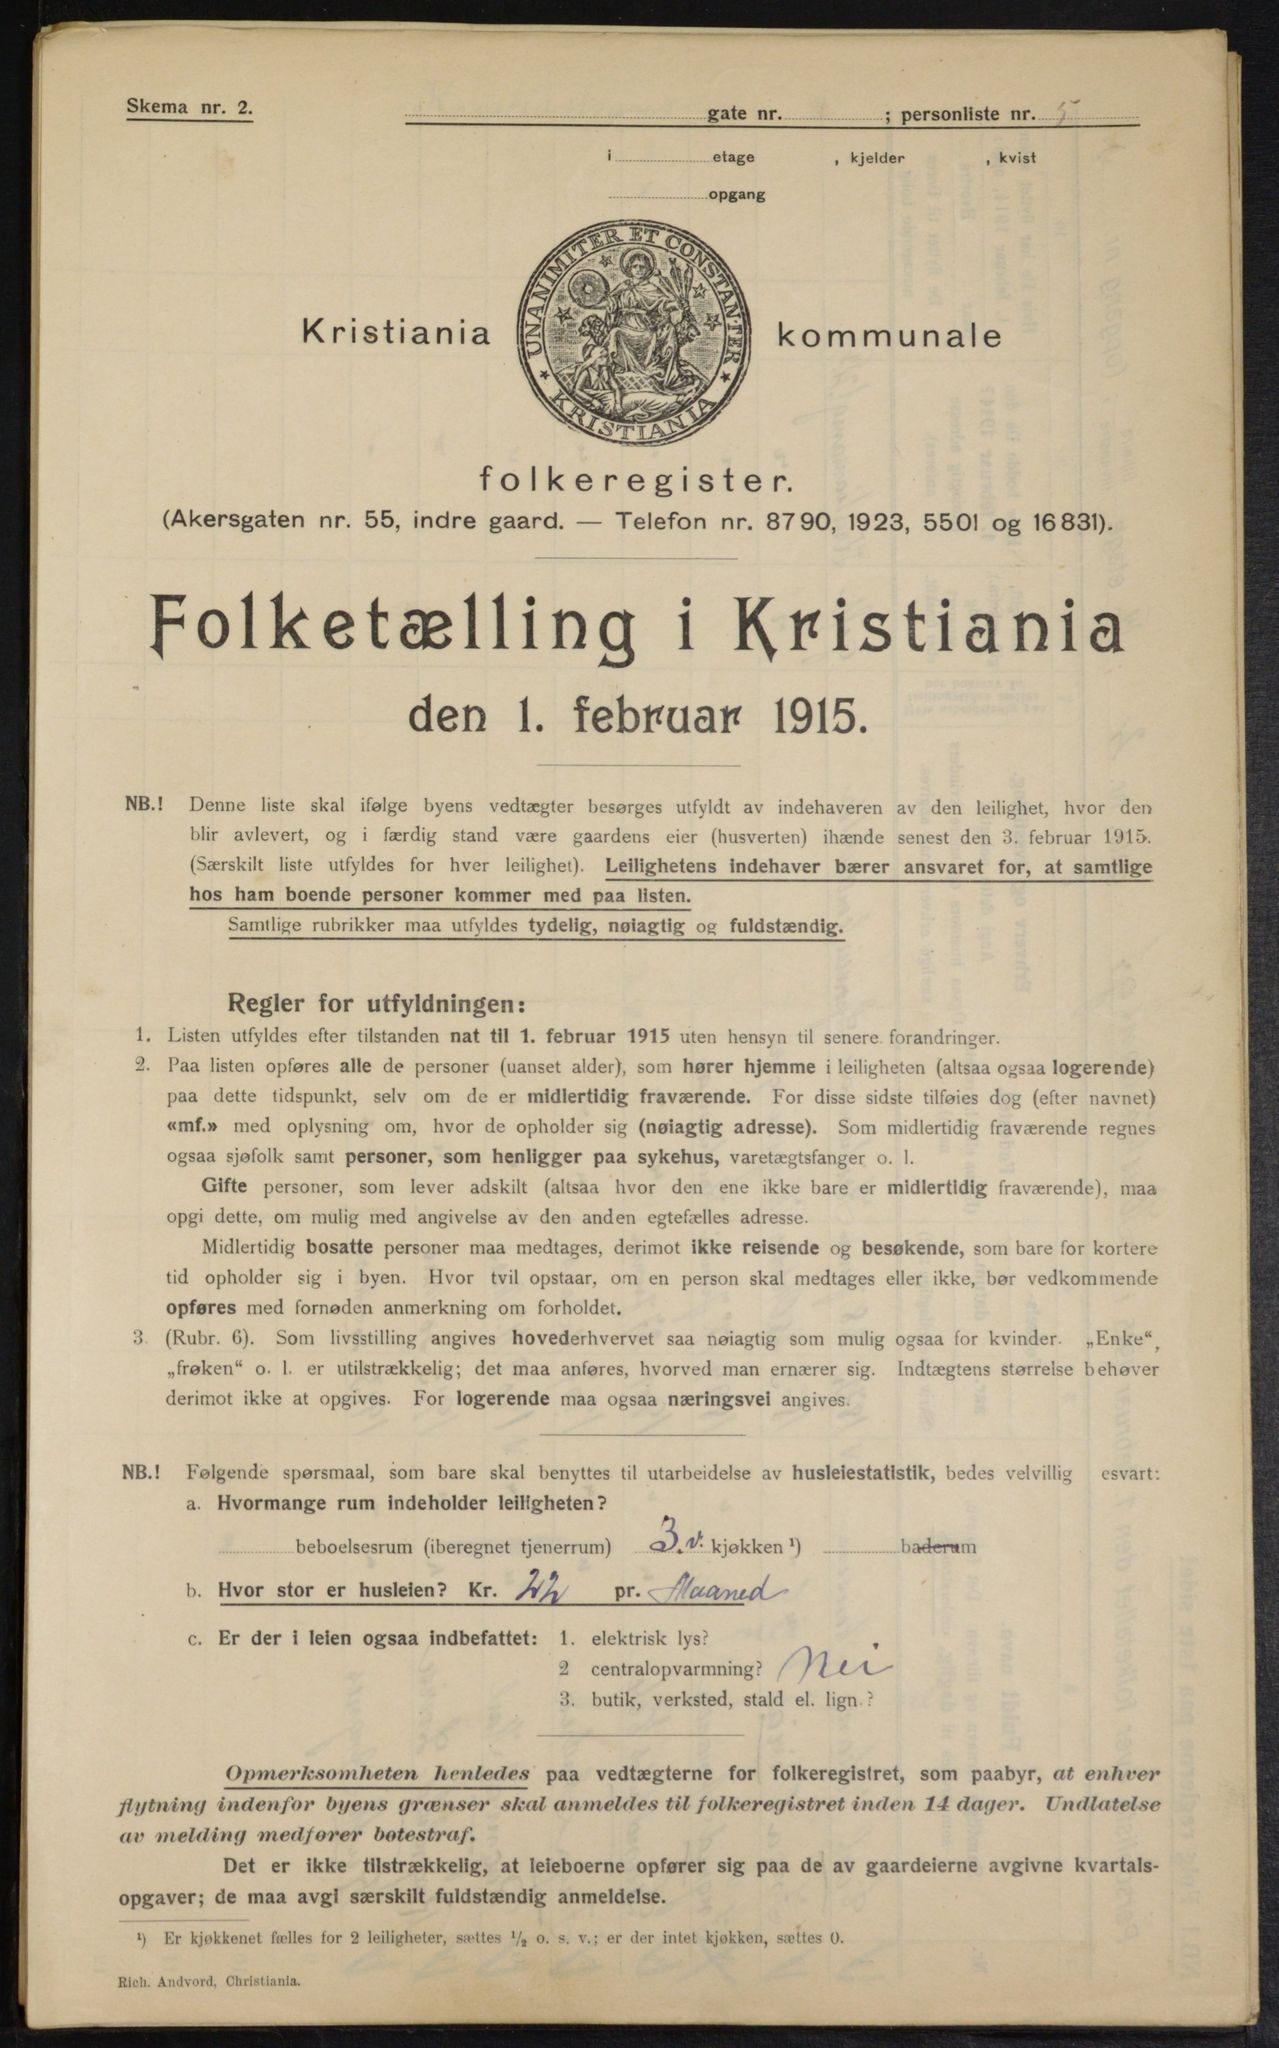 Skema nr. 2.
gate nr. ; personliste nr. 5
i etage , kjelder , kvist
opgang
UNANIMITER ET CONSTANTER
KRISTIANIA
Kristiania kommunale
folkeregister.
(Akersgaten nr. 55, indre gaard. — Telefon nr. 8790, 1923, 5501 og 16831).
Folketælling i Kristiania
den 1. februar 1915.
NB.! Denne liste skal ifølge byens vedtægter besørges utfyldt av indehaveren av den leilighet, hvor den
blir avlevert, og i færdig stand være gaardens eier (husverten) ihænde senest den 3. februar 1915.
(Særskilt liste utfyldes for hver leilighet). Leilighetens indehaver bærer ansvaret for, at samtlige
hos ham boende personer kommer med paa listen.
Samtlige rubrikker maa utfyldes tydelig, nøiagtig og fuldstændig.
Regler for utfyldningen:
1. Listen utfyldes efter tilstanden nat til 1. februar 1915 uten hensyn til senere forandringer.
2. Paa listen opføres alle de personer (uanset alder), som hører hjemme i leiligheten (altsaa ogsaa logerende)
paa dette tidspunkt, selv om de er midlertidig fraværende. For disse sidste tilføies dog (efter navnet)
«mf.» med oplysning om, hvor de opholder sig (nøiagtig adresse). Som midlertidig fraværende regnes
ogsaa sjøfolk samt personer, som henligger paa sykehus, varetægtsfanger o. l.
Gifte personer, som lever adskilt (altsaa hvor den ene ikke bare er midlertidig fraværende), maa
opgi dette, om mulig med angivelse av den anden egtefælles adresse.
Midlertidig bosatte personer maa medtages, derimot ikke reisende og besøkende, som bare for kortere
tid opholder sig i byen. Hvor tvil opstaar, om en person skal medtages eller ikke, bør vedkommende
opføres med fornøden anmerkning om forholdet.
3. (Rubr. 6). Som livsstilling angives hovederhvervet saa nøiagtig som mulig ogsaa for kvinder. „Enke“,
„frøken“ o. l. er utilstrækkelig; det maa anføres, hvorved man ernærer sig. Indtægtens størrelse behøver
derimot ikke at opgives. For logerende maa ogsaa næringsvei angives.
NB.! Følgende spørsmaal, som bare skal benyttes til utarbeidelse av husleiestatistik, bedes velvillig esvart:
a. Hvormange rum indeholder leiligheten?
beboelsesrum (iberegnet tjenerrum) 3. v. kjøkken ¹) baderum
b. Hvor stor er husleien? Kr. 22 pr. Maaned
c. Er der i leien ogsaa indbefattet: 1. elektrisk lys?
2 centralopvarmning? Nei
3. butik, verksted, stald el. lign.?
Opmerksomheten henledes paa vedtægterne for folkeregistret, som paabyr, at enhver
flytning indenfor byens grænser skal anmeldes til folkeregistret inden 14 dager. Undlatelse
av melding medfører bøtestraf.
Det er ikke tilstrækkelig, at leieboerne opfører sig paa de av gaardeierne avgivne kvartals-
opgaver; de maa avgi særskilt fuldstændig anmeldelse.
¹) Er kjøkkenet fælles for 2 leiligheter, sættes ½ o. s. v.; er der intet kjøkken, sættes 0.
Rich. Andvord, Christiania.